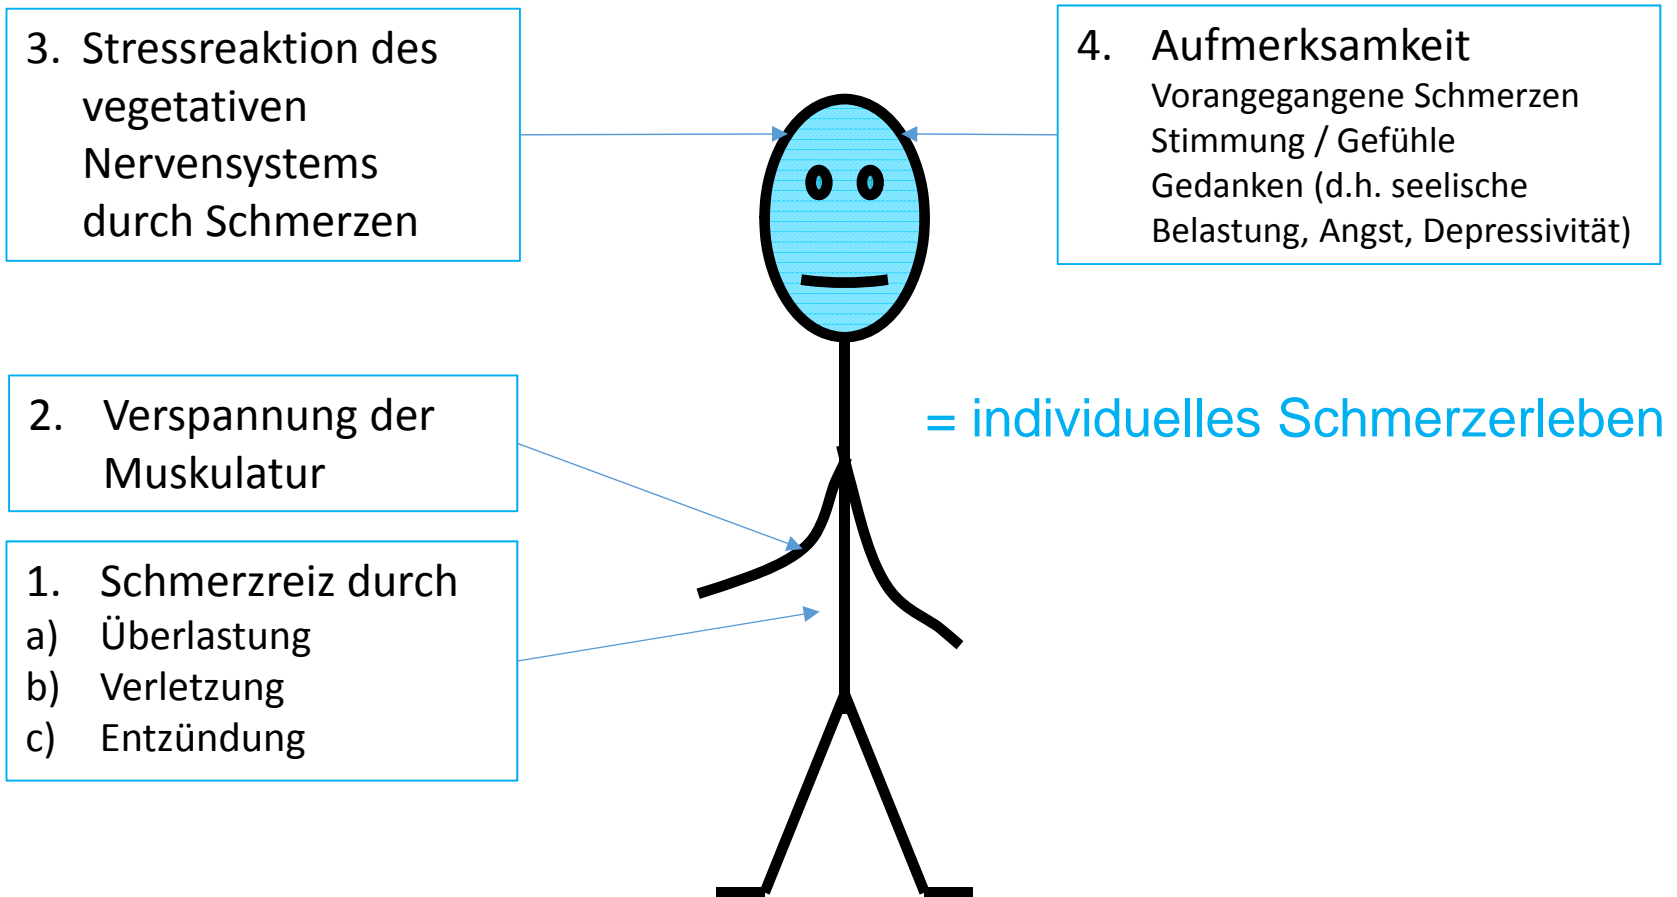 3. Stressreaktion des
vegetativen
Nervensystems
durch Schmerzen
4. Aufmerksamkeit
Vorangegangene Schmerzen
Stimmung / Gefühle
Gedanken (d.h. seelische
Belastung, Angst, Depressivität)
2. Verspannung der
Muskulatur
= individuelles Schmerzerleben
1. Schmerzreiz durch
a) Überlastung
b) Verletzung
c) Entzündung